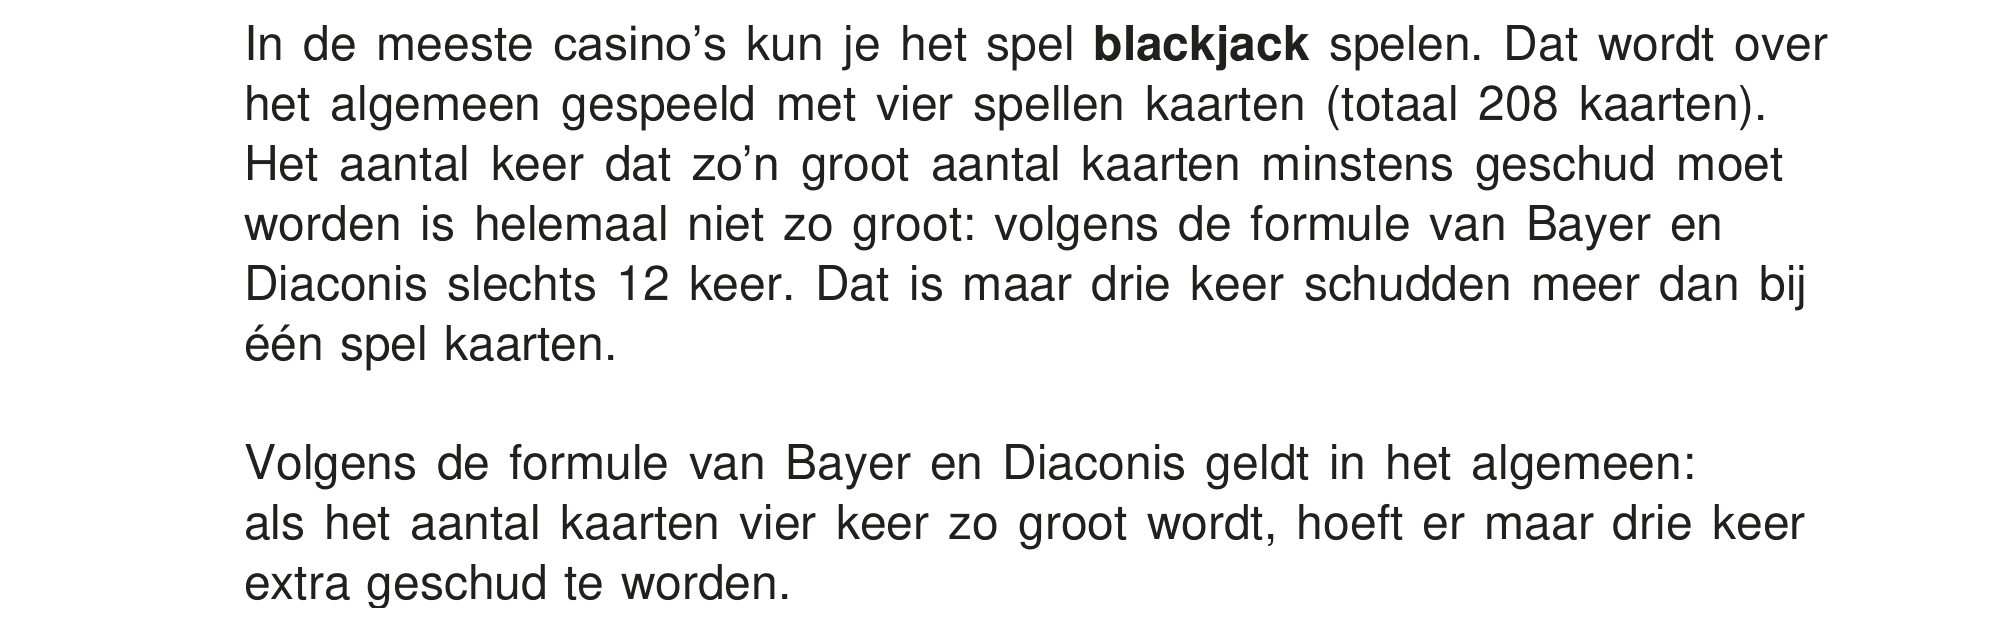 In de meeste casino’s kun je het spel blackjack spelen. Dat wordt over
het algemeen gespeeld met vier spellen kaarten (totaal 208 kaarten).
Het aantal keer dat zo’n groot aantal kaarten minstens geschud moet
worden is helemaal niet zo groot: volgens de formule van Bayer en
Diaconis slechts 12 keer. Dat is maar drie keer schudden meer dan bij
één spel kaarten.
Volgens de formule van Bayer en Diaconis geldt in het algemeen:
als het aantal kaarten vier keer zo groot wordt, hoeft er maar drie keer
extra geschud te worden.